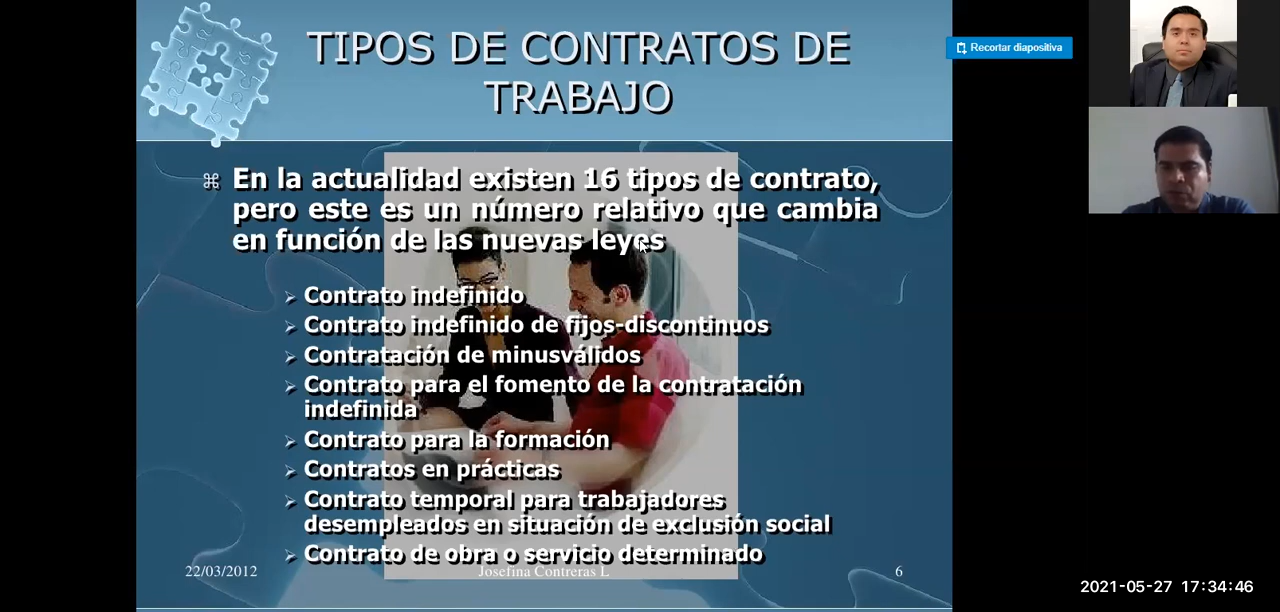 TIPOS DE CONTRATOS DE
TRABAJO
Recortar diapositiva
En la actualidad existen 16 tipos de contrato,
pero este es un número relativo que cambia
en función de las nuevas leyes
Contrato indefinido
Contrato indefinido de fijos-discontinuos
Contratación de minusválidos
Contrato para el fomento de la contratación
indefinida
Contrato para la formación
Contratos en prácticas
Contrato temporal para trabajadores
desempleados en situación de exclusión social
Contrato de obra o servicio determinado
22/03/2012
Josefina Contreras L
6
2021-05-27 17:34:46